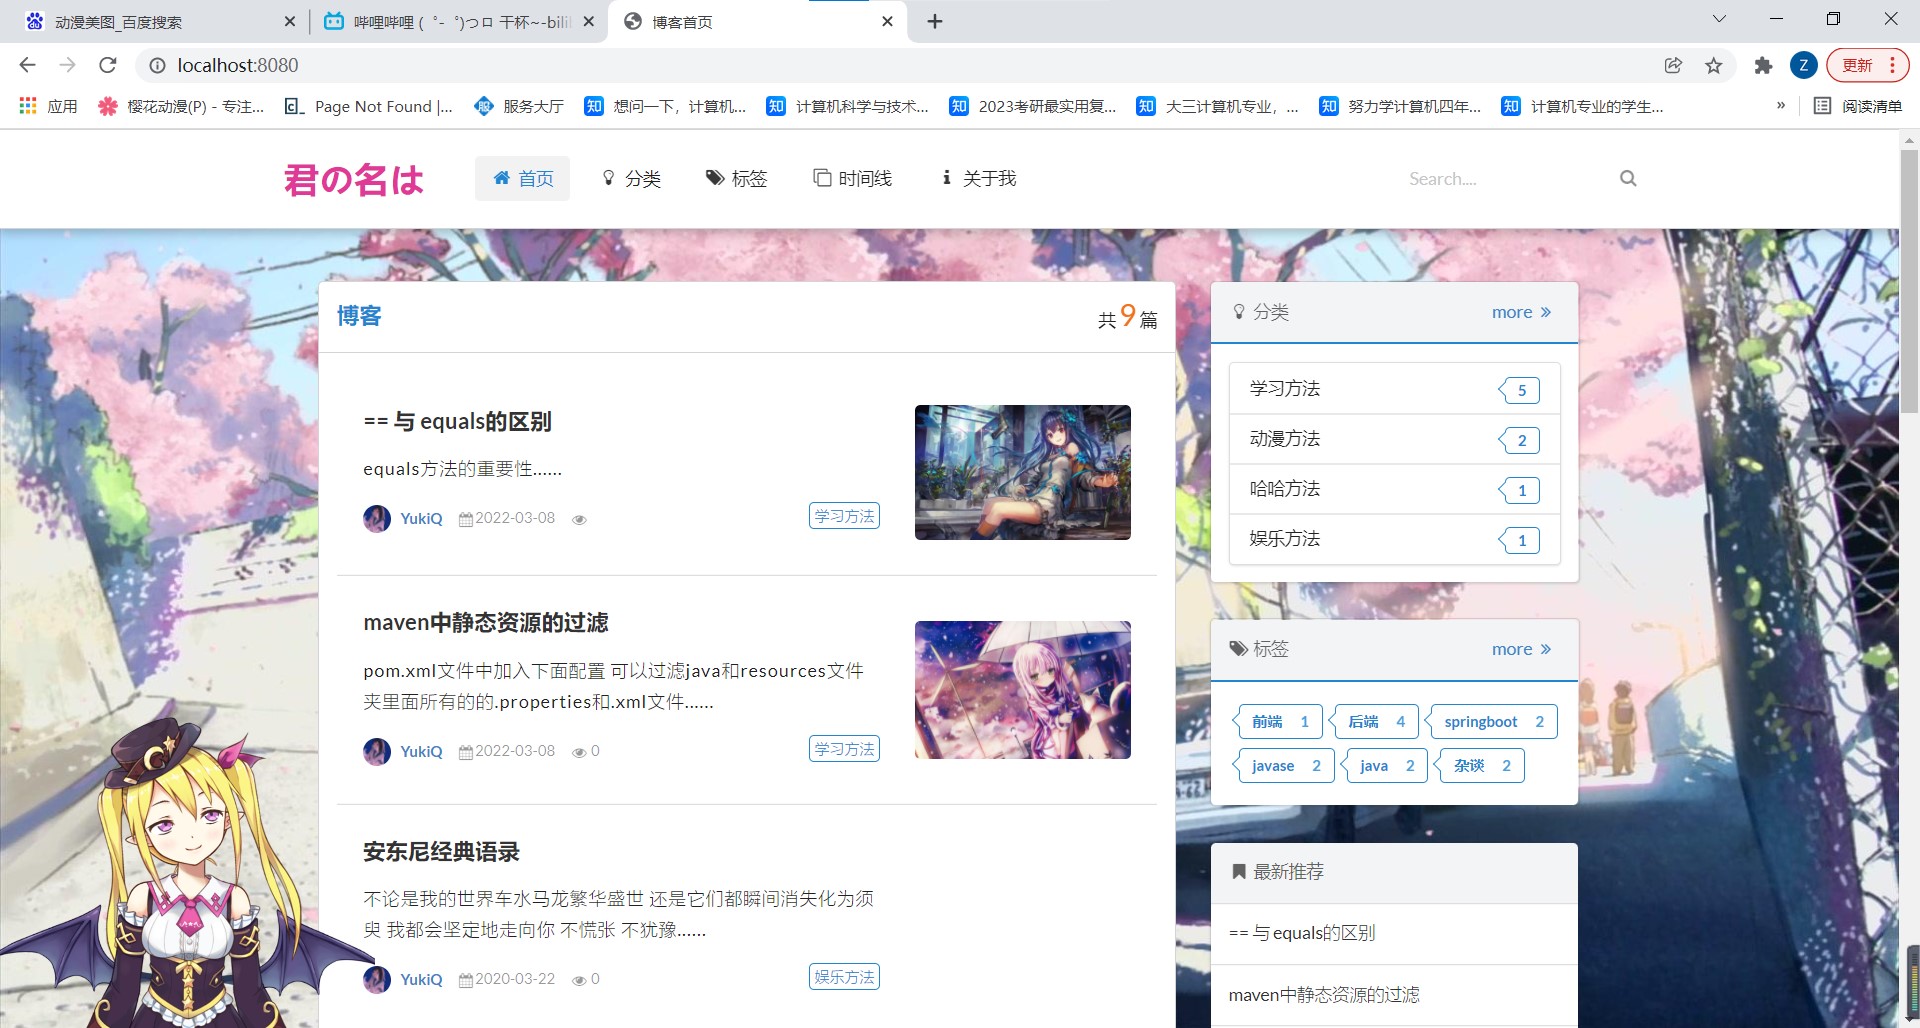 动漫美图_百度搜索
哔哩哔哩 (゜-゜)つロ 干杯~-bili
博客首页
localhost:8080
Z
更新
应用
樱花动漫(P) - 专注...
Page Not Found |...
服务大厅
想问一下，计算机...
计算机科学与技术...
2023考研最实用复...
大三计算机专业，...
努力学计算机四年...
计算机专业的学生...
»
阅读清单
君の名は
首页
分类
标签
时间线
关于我
Search....
博客
共9篇
== 与 equals的区别
equals方法的重要性......
YukiQ
2022-03-08
学习方法
maven中静态资源的过滤
pom.xml文件中加入下面配置 可以过滤java和resources文件
夹里面所有的的.properties和.xml文件......
YukiQ
2022-03-08
0
学习方法
安东尼经典语录
不论是我的世界车水马龙繁华盛世 还是它们都瞬间消失化为须
臾 我都会坚定地走向你 不慌张 不犹豫......
YukiQ
2020-03-22
0
娱乐方法
分类
more »
学习方法 5
动漫方法 2
哈哈方法 1
娱乐方法 1
标签
more »
前端 1
后端 4
springboot 2
javase 2
java 2
杂谈 2
最新推荐
== 与 equals的区别
maven中静态资源的过滤